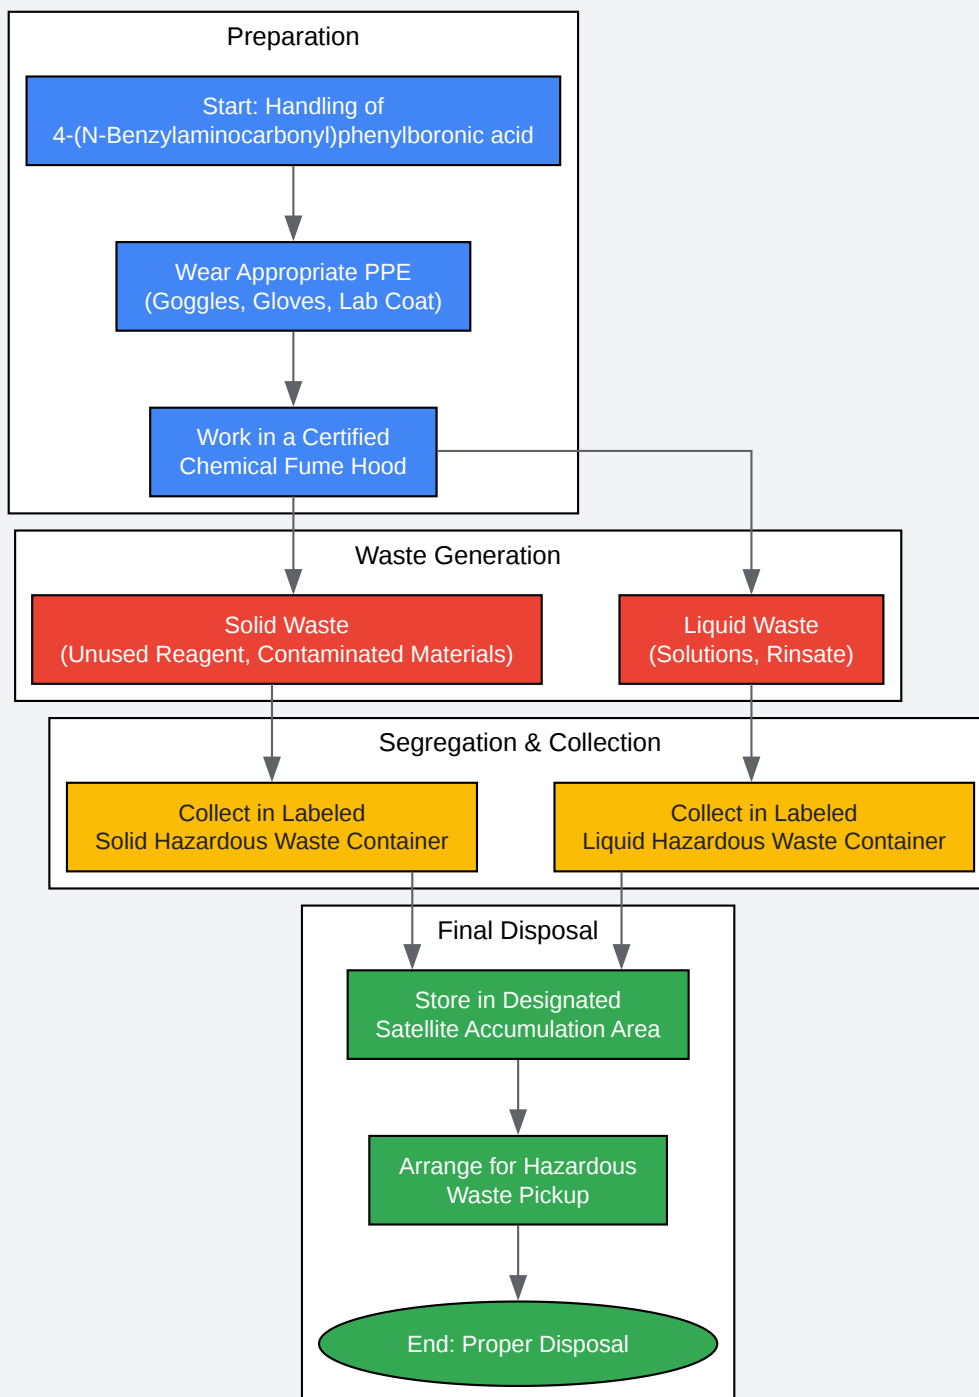 Preparation
Start: Handling of
4-(N-Benzylaminocarbonyl)phenylboronic acid
Wear Appropriate PPE
(Goggles, Gloves, Lab Coat)
Work in a Certified
Chemical Fume Hood
Waste Generation
Solid Waste
(Unused Reagent, Contaminated Materials)
Liquid Waste
(Solutions, Rinsate)
Segregation & Collection
Collect in Labeled
Solid Hazardous Waste Container
Collect in Labeled
Liquid Hazardous Waste Container
Final Disposal
Store in Designated
Satellite Accumulation Area
Arrange for Hazardous
Waste Pickup
End: Proper Disposal